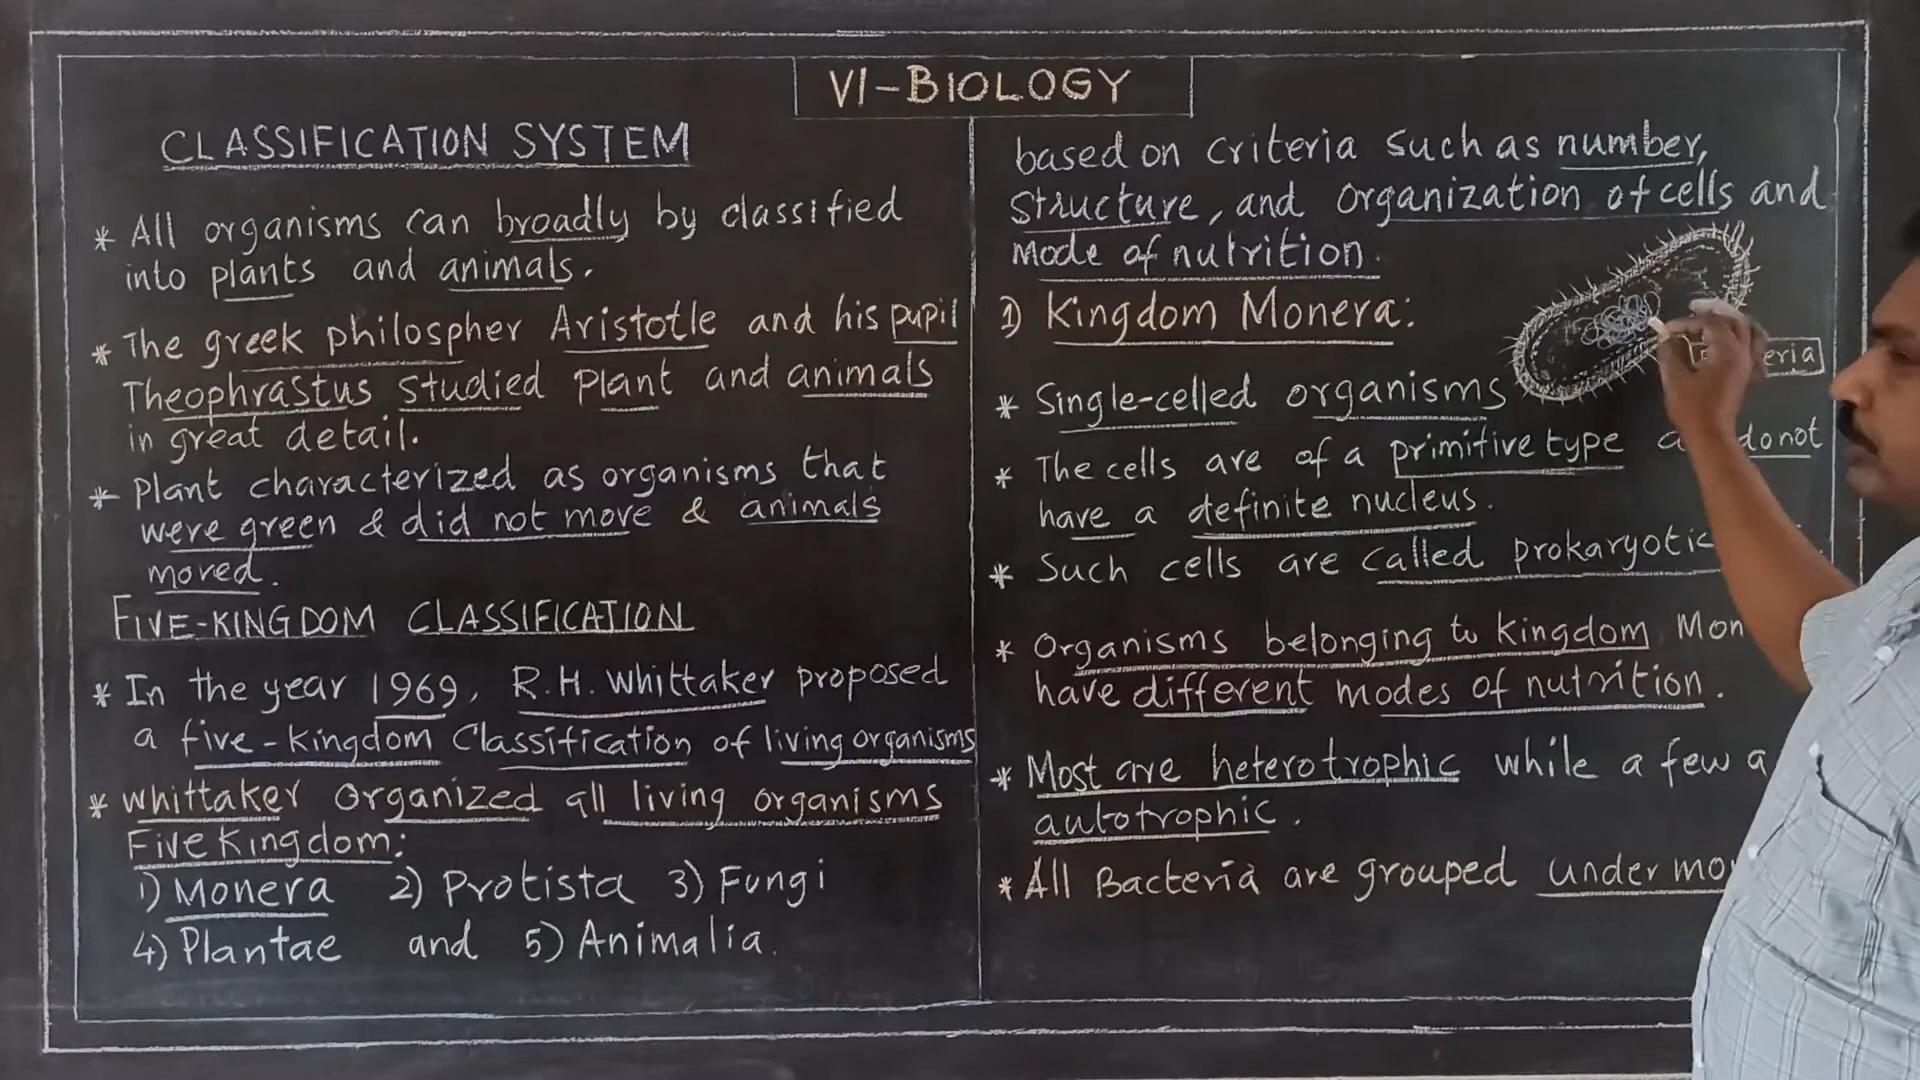 VI-BIOLOGY
CLASSIFICATION SYSTEM
* All organisms can broadly by classified
into plants and animals.
* The greek philospher Aristotle and his pupil
Theophrastus studied plant and animals
in great detail.
* Plant characterized as organisms that
were green & did not move & animals
moved.
FIVE-KINGDOM CLASSIFICATION
* In the year 1969, R.H. Whittaker proposed
a five-kingdom Classification of living organisms
* Whittaker Organized all living organisms
Five Kingdom:
1) Monera 2) Protista 3) Fungi
4) Plantae and 5) Animalia.
based on criteria such as number,
structure, and organization of cells and
Mode of nutrition.
1) Kingdom Monera:
* Single-celled organisms
* The cells are of a primitive type do not
have a definite nucleus.
* Such cells are called prokaryotic
* Organisms belonging to Kingdom Mon
have different modes of nutrition.
* Most are heterotrophic while a few a
autotrophic.
* All Bacteria are grouped under mo